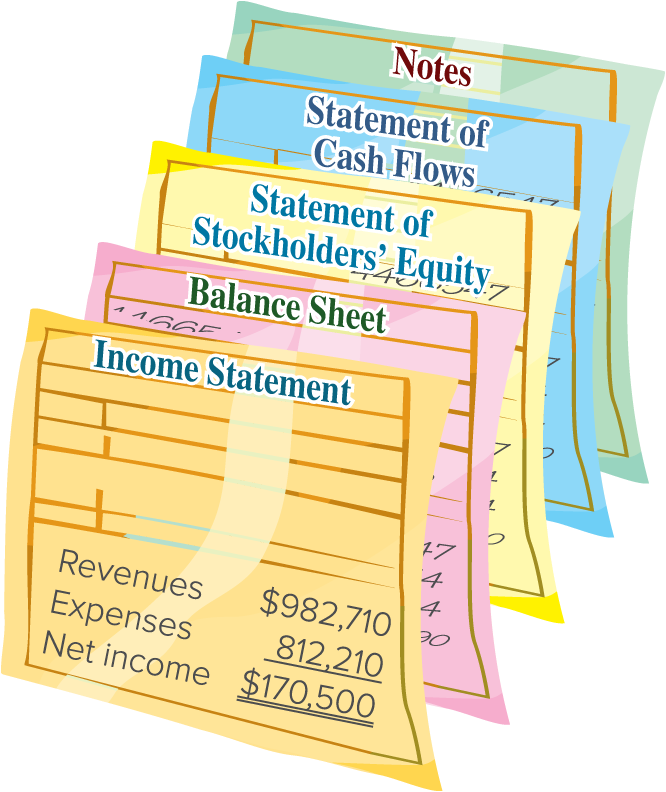 Notes
Statement of
Cash Flows
Statement of
Stockholders' Equity
Balance Sheet
Income Statement
Revenues $982,710
Expenses 812,210
Net income $170,500